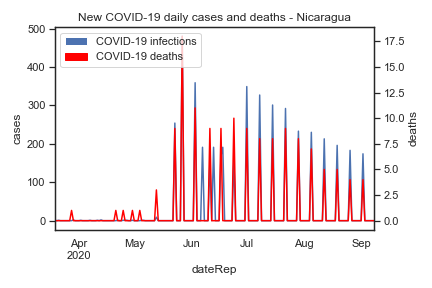 New COVID-19 daily cases and deaths - Nicaragua
COVID-19 infections
COVID-19 deaths
500
400
300
200
100
0
cases
17.5
15.0
12.5
10.0
7.5
5.0
2.5
0.0
deaths
Apr
2020
May
Jun
Jul
Aug
Sep
dateRep